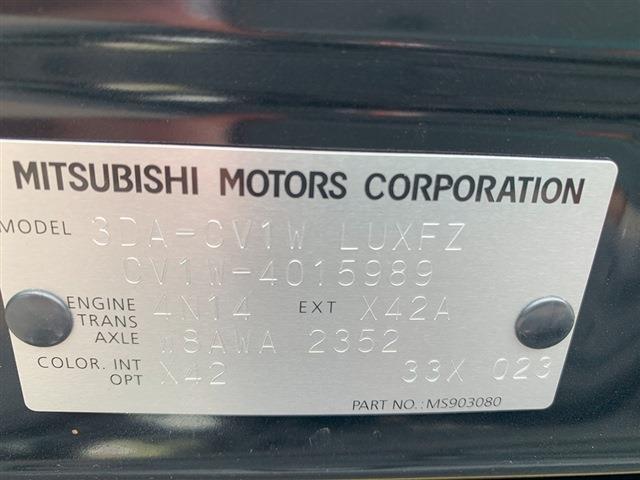 MITSUBISHI MOTORS CORPORATION
MODEL 3DA-CV1W LUXFZ
CV1W-4015989
ENGINE 4N14 EXT X42A
TRANS
AXLE W8AWA 2352
COLOR. INT X42 33X 023
OPT
PART NO.: MS903080